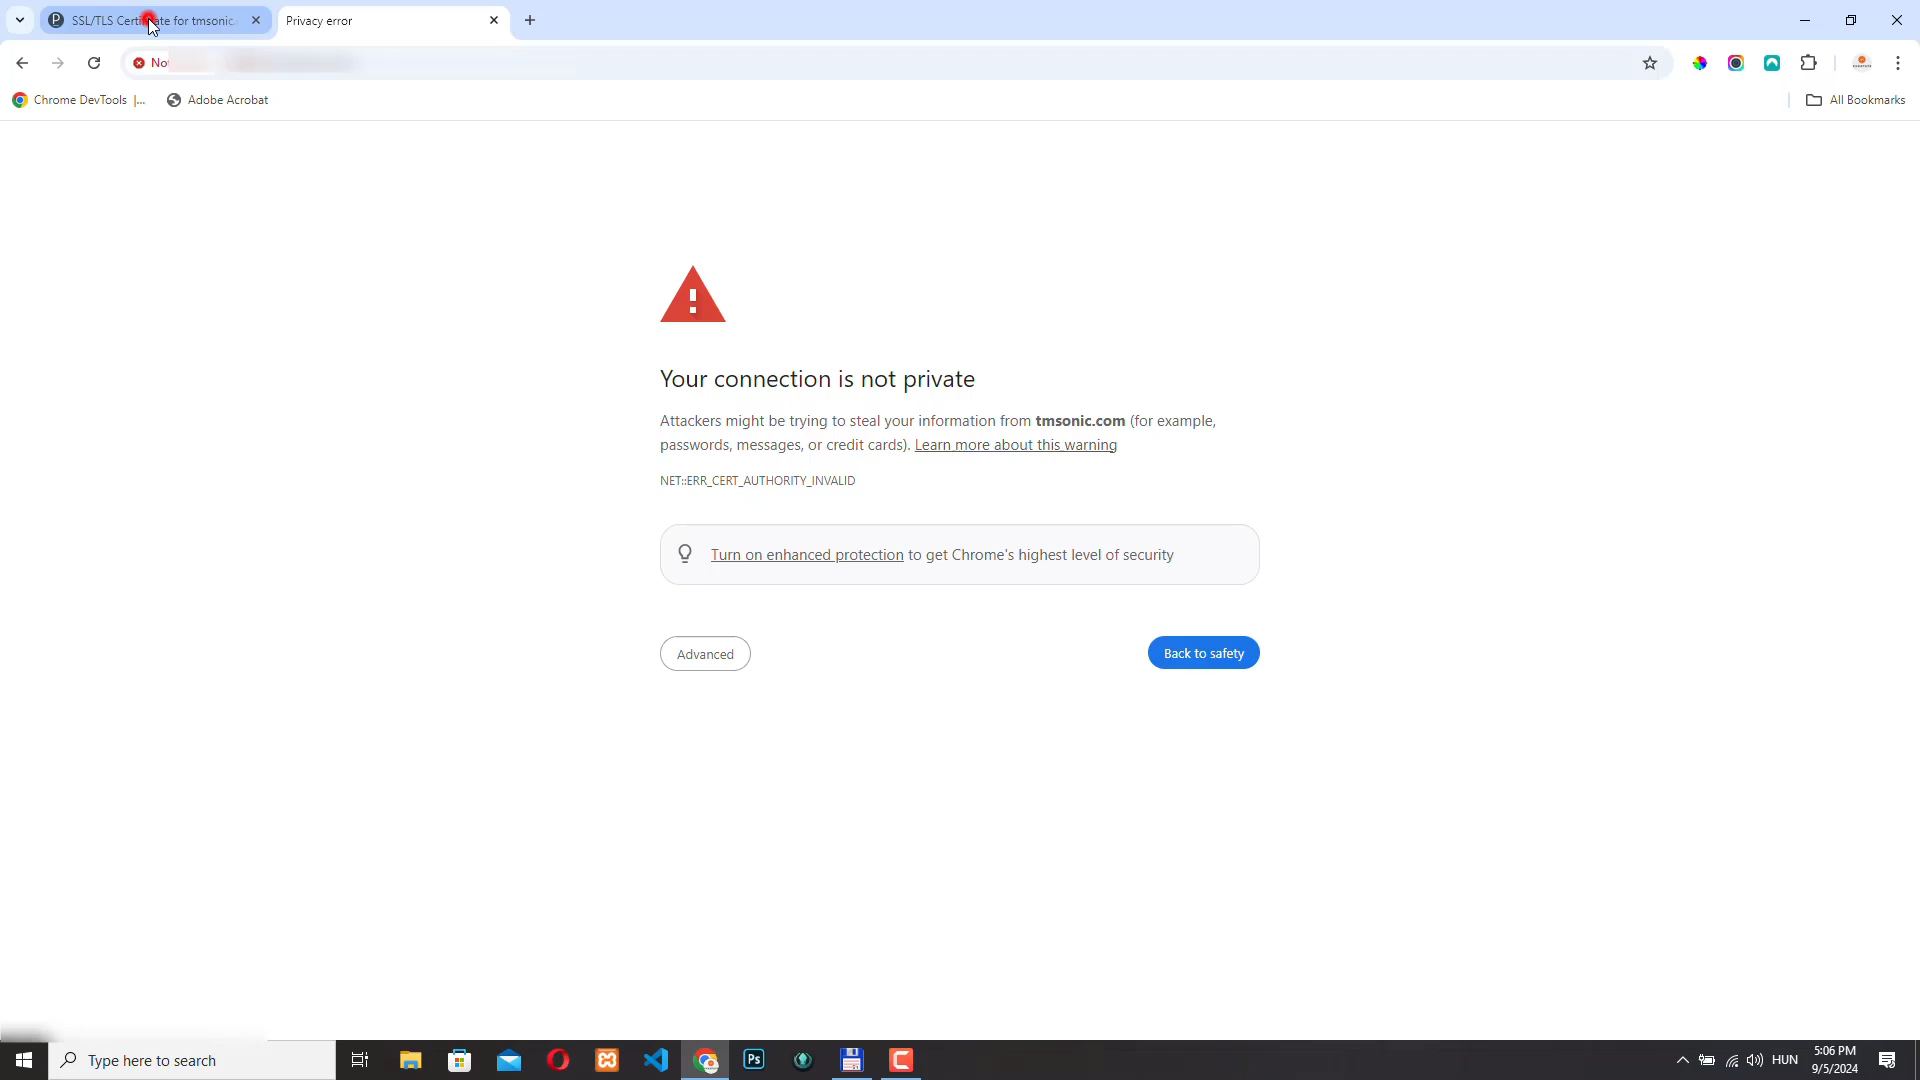 SSL/TLS Certificate for tmsonic.
Privacy error
No
Chrome DevTools |...
Adobe Acrobat
All Bookmarks
Your connection is not private
Attackers might be trying to steal your information from tmsonic.com (for example,
passwords, messages, or credit cards). Learn more about this warning
NET::ERR_CERT_AUTHORITY_INVALID
Turn on enhanced protection to get Chrome's highest level of security
Advanced
Back to safety
Type here to search
Ps
HUN
5:06 PM
9/5/2024